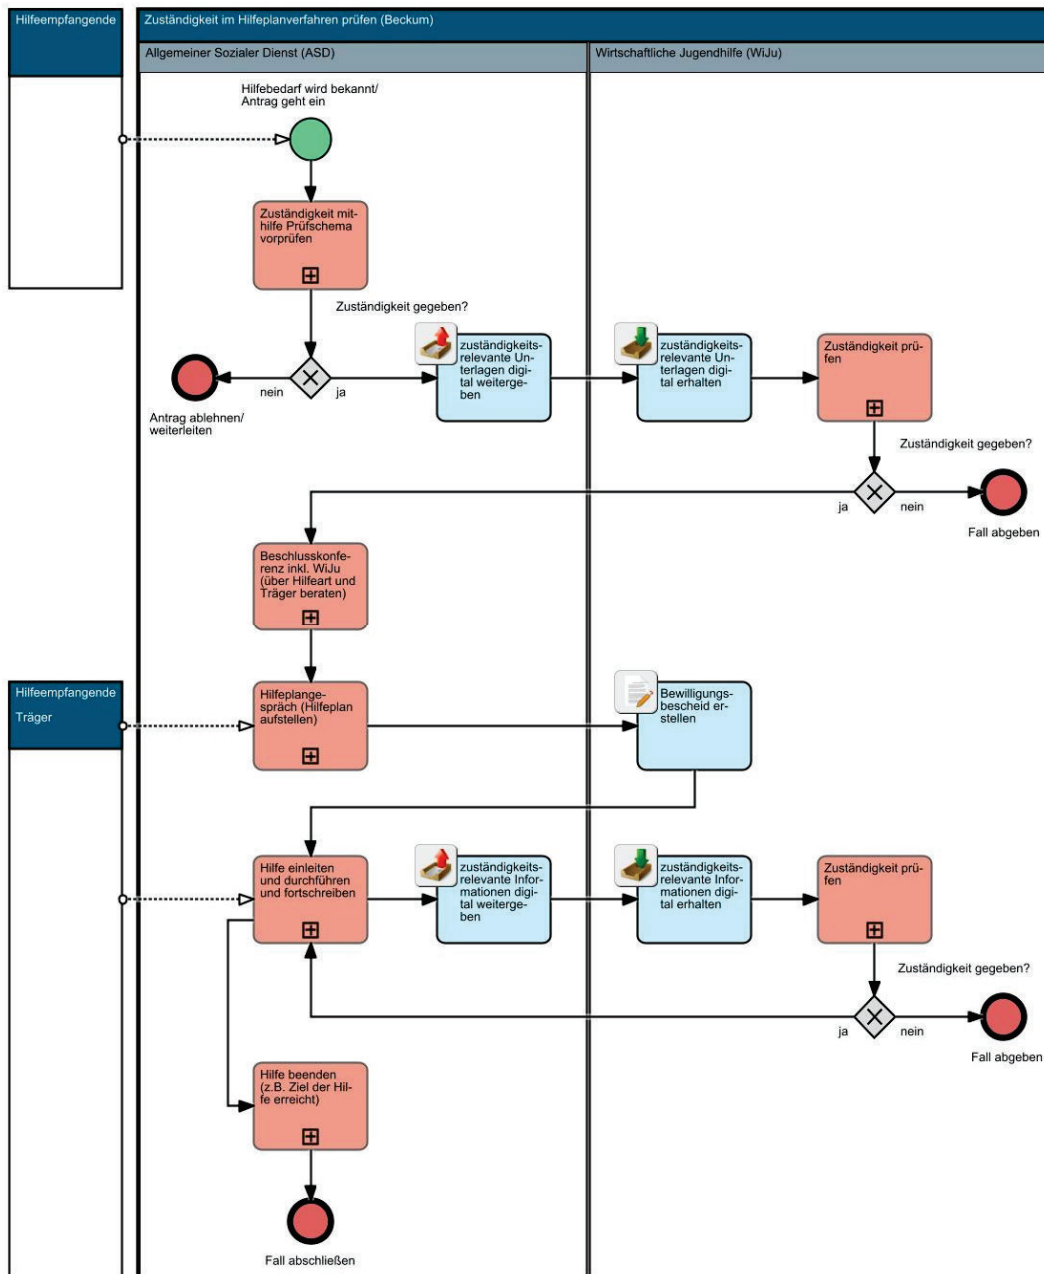 Hilfeempfangende
Zuständigkeit im Hilfeplanverfahren prüfen (Beckum)
Allgemeiner Sozialer Dienst (ASD)
Wirtschaftliche Jugendhilfe (WiJu)
Hilfebedarf wird bekannt/
Antrag geht ein
Zuständigkeit mit-
hilfe Prüfschema
vorprüfen
Zuständigkeit gegeben?
nein
ja
Antrag ablehnen/
weiterleiten
zuständigkeits-
relevante Un-
terlagen digi-
tal weiterge-
ben
zuständigkeits-
relevante Un-
terlagen digi-
tal erhalten
Zuständigkeit prü-
fen
Zuständigkeit gegeben?
ja
nein
Fall abgeben
Beschlusskonfe-
renz inkl. WiJu
(über Hilfeart und
Träger beraten)
Hilfeempfangende
Träger
Hilfeplange-
spräch (Hilfeplan
aufstellen)
Bewilligungs-
bescheid er-
stellen
Hilfe einleiten
und durchführen
und fortschreiben
zuständigkeits-
relevante Infor-
mationen digi-
tal weiterge-
ben
zuständigkeits-
relevante Infor-
mationen digi-
tal erhalten
Zuständigkeit prü-
fen
Zuständigkeit gegeben?
ja
nein
Fall abgeben
Hilfe beenden
(z.B. Ziel der Hil-
fe erreicht)
Fall abschließen